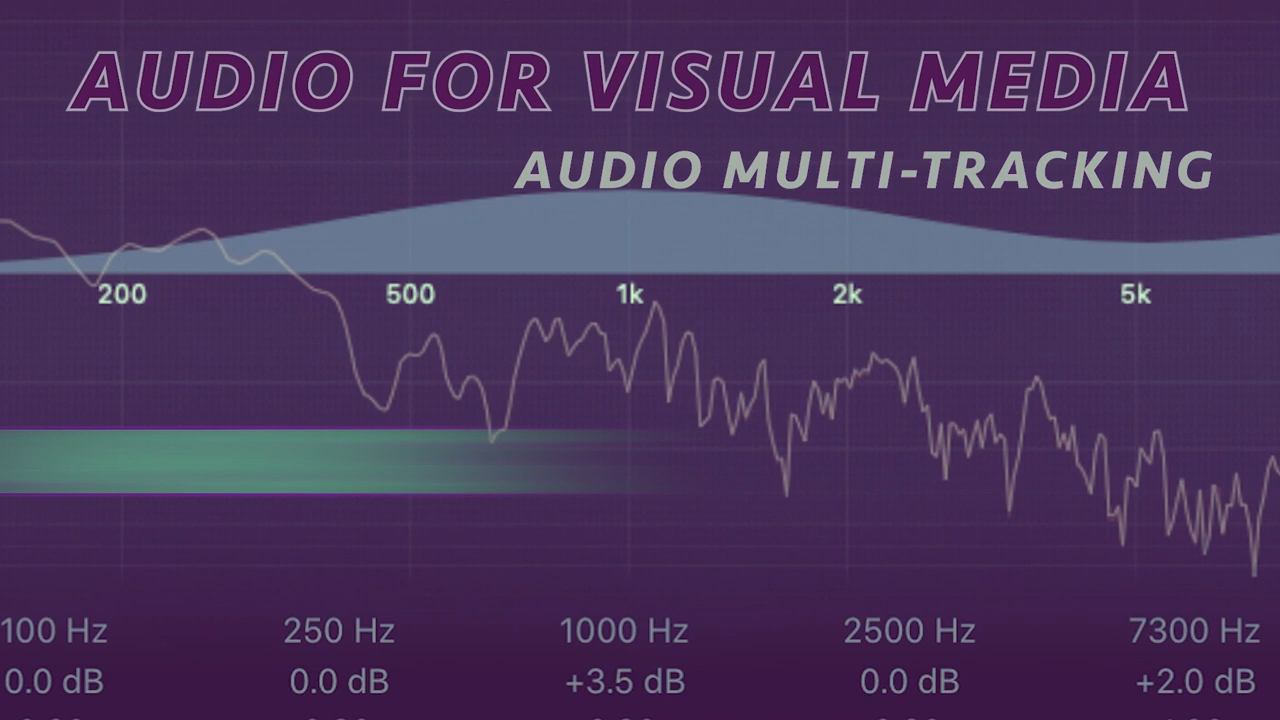 AUDIO FOR VISUAL MEDIA
AUDIO MULTI-TRACKING
200 500 1k 2k 5k
100 Hz 250 Hz 1000 Hz 2500 Hz 7300 Hz
0.0 dB 0.0 dB +3.5 dB 0.0 dB +2.0 dB